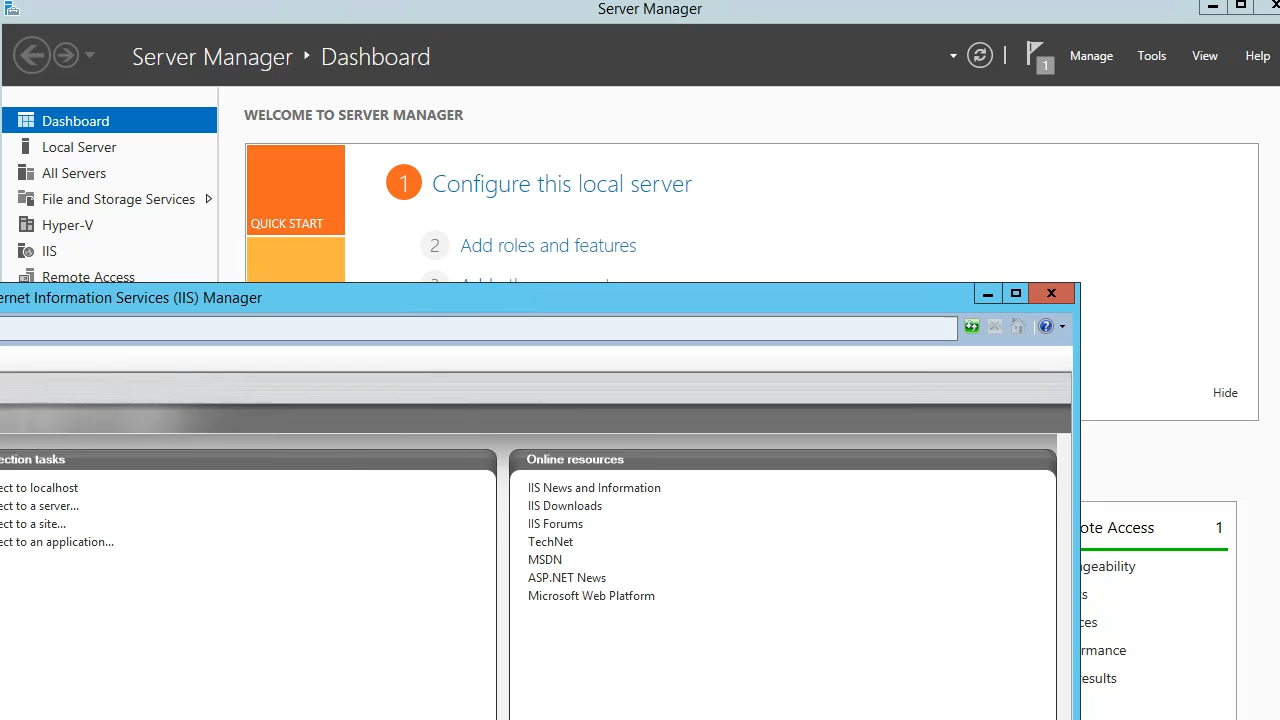 Server Manager
Server Manager
Dashboard
1
Manage
Tools
View
Help
Dashboard
Local Server
All Servers
File and Storage Services
Hyper-V
IIS
Remote Access
WELCOME TO SERVER MANAGER
QUICK START
1 Configure this local server
2 Add roles and features
Hide
ernet Information Services (IIS) Manager
ection tasks
ect to localhost
ect to a server...
ect to a site...
ect to an application...
Online resources
IIS News and Information
IIS Downloads
IIS Forums
TechNet
MSDN
ASP.NET News
Microsoft Web Platform
ote Access 1
geability
s
ces
rmance
esults